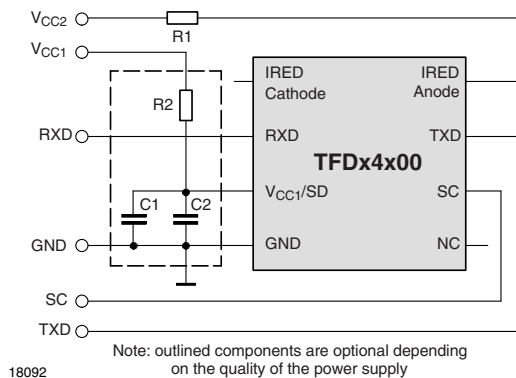 VCC2
R1
VCC1
IRED Cathode
IRED Anode
R2
RXD
RXD
TXD
TFDx4x00
VCC1/SD
SC
C1
C2
GND
GND
NC
SC
TXD
Note: outlined components are optional depending
on the quality of the power supply
18092